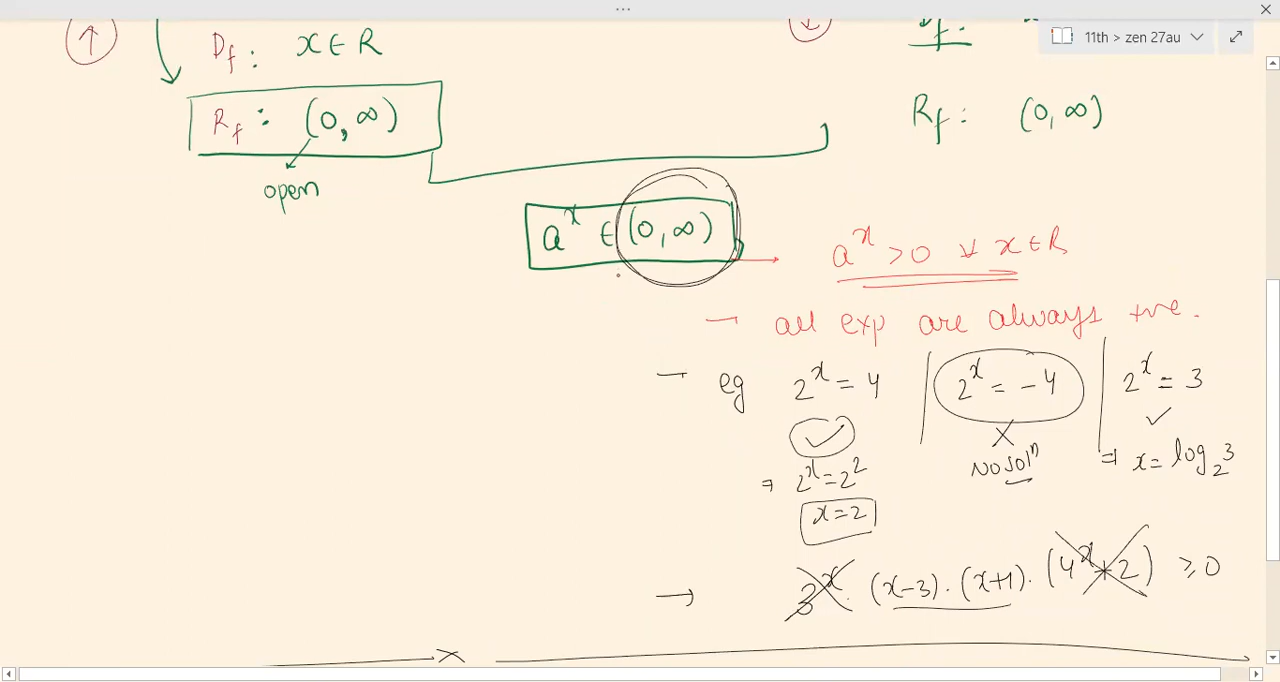 11th > zen 27au
↑ D_f : x ∈ R
R_f : (0, ∞)
open
R_f : (0, ∞)
a^x ∈ (0, ∞)
a^x > 0 ∀ x ∈ R
→ all exp are always +ve.
→ eg 2^x = 4 | 2^x = -4 | 2^x = 3
✓ × ✓
NO Sol^n
⇒ 2^x = 2^2
⇒ x = log_2 3
x = 2
→ 3^x · (x-3) · (x+1) · (4^x + 2) ≥ 0
×